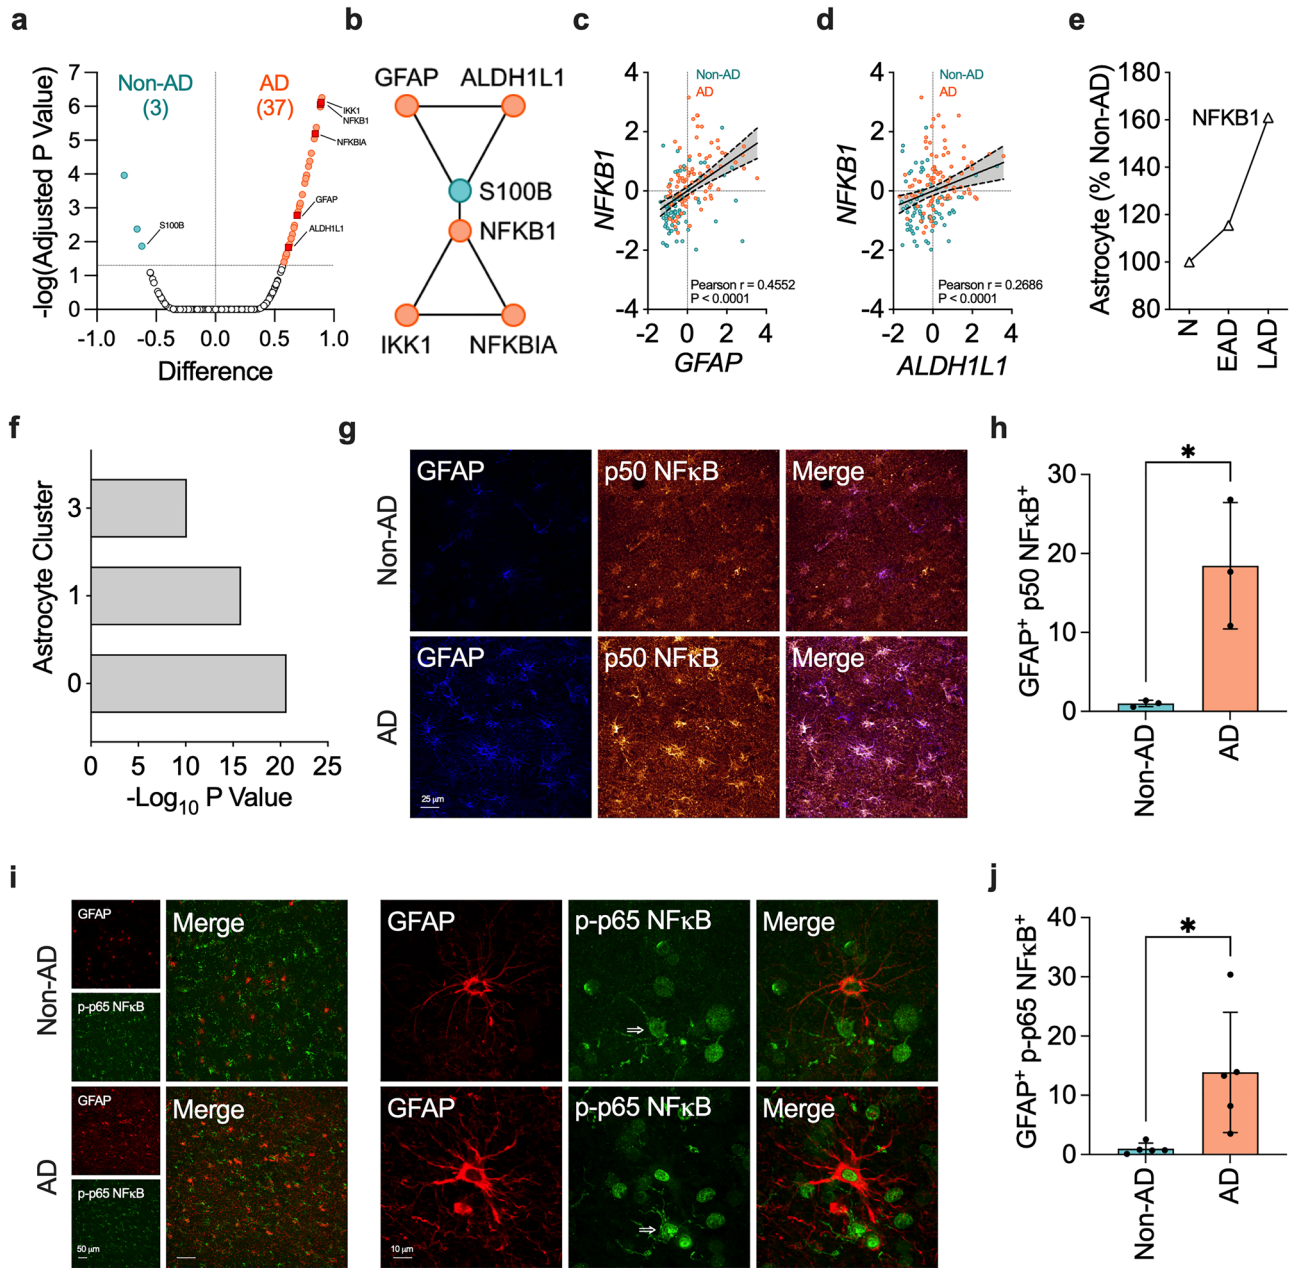 a
-log(Adjusted P Value)
7
6
5
4
3
2
1
0
Non-AD
(3)
AD
(37)
IKK1
NFKB1
NFKBIA
GFAP
ALDH1L1
S100B
-1.0
-0.5
0.0
0.5
1.0
Difference
b
GFAP
ALDH1L1
S100B
NFKB1
IKK1
NFKBIA
c
NFKB1
4
2
0
-2
-4
Non-AD
AD
Pearson r = 0.4552
P < 0.0001
-2
0
2
4
GFAP
d
NFKB1
4
2
0
-2
-4
Non-AD
AD
Pearson r = 0.2686
P < 0.0001
-2
0
2
4
ALDH1L1
e
Astrocyte (% Non-AD)
180
160
140
120
100
80
NFKB1
N
EAD
LAD
f
Astrocyte Cluster
3
1
0
0
5
10
15
20
25
-Log10 P Value
g
Non-AD
GFAP
p50 NFκB
Merge
AD
GFAP
p50 NFκB
Merge
25 μm
h
GFAP+ p50 NFκB+
30
20
10
0
*
Non-AD
AD
i
Non-AD
GFAP
p-p65 NFκB
Merge
GFAP
p-p65 NFκB
Merge
AD
GFAP
p-p65 NFκB
50 μm
Merge
GFAP
10 μm
p-p65 NFκB
Merge
j
GFAP+ p-p65 NFκB+
40
30
20
10
0
*
Non-AD
AD